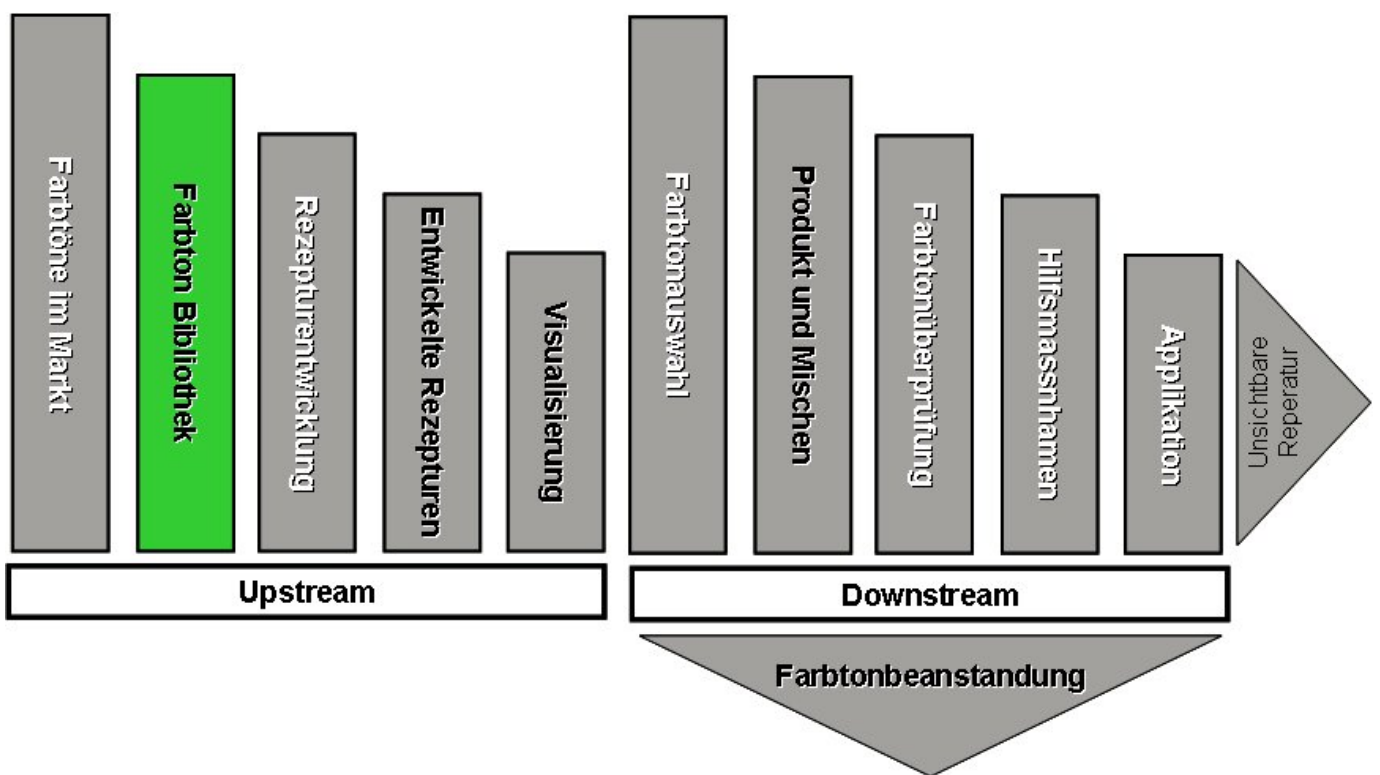 Farbtöne im Markt
Farbton Bibliothek
Rezepturentwicklung
Entwickelte Rezepturen
Visualisierung
Farbtonauswahl
Produkt und Mischen
Farbtonüberprüfung
Hilfsmassnhamen
Applikation
Unsichtbare
Reperatur
Upstream
Downstream
Farbtonbeanstandung